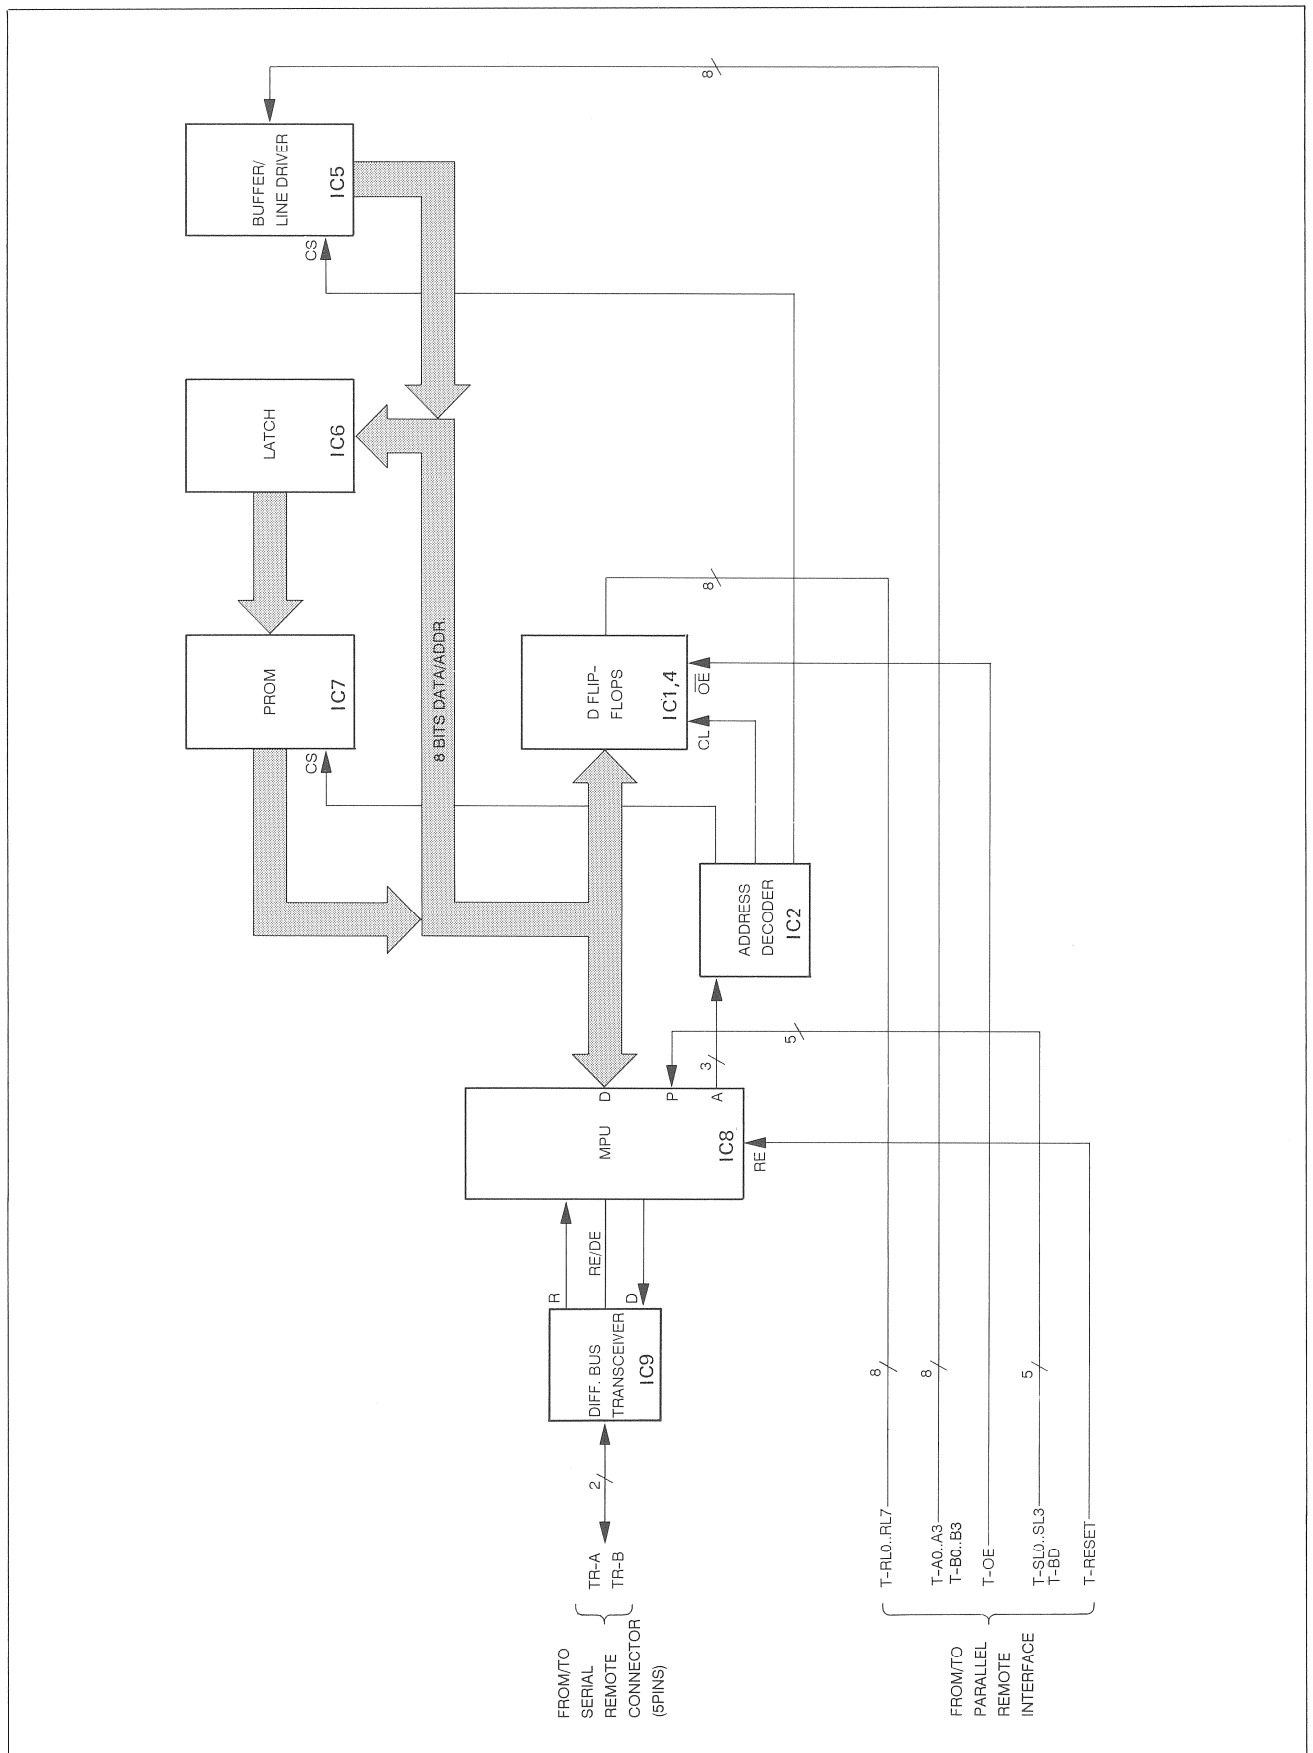 FROM/TO
SERIAL
REMOTE
CONNECTOR
(5PINS)
TR-A
TR-B
2
DIFF. BUS
TRANSCEIVER
IC9
R
RE/DE
D
MPU
IC8
D
P
A
RE
3
5
ADDRESS
DECODER
IC2
PROM
IC7
CS
8 BITS DATA/ADDR.
D FLIP-
FLOPS
IC1,4
CL
OE
8
LATCH
IC6
BUFFER/
LINE DRIVER
IC5
CS
8
FROM/TO
PARALLEL
REMOTE
INTERFACE
T-RL0..RL7
8
T-A0..A3
T-B0..B3
8
T-OE
T-SL0..SL3
T-BD
5
T-RESET